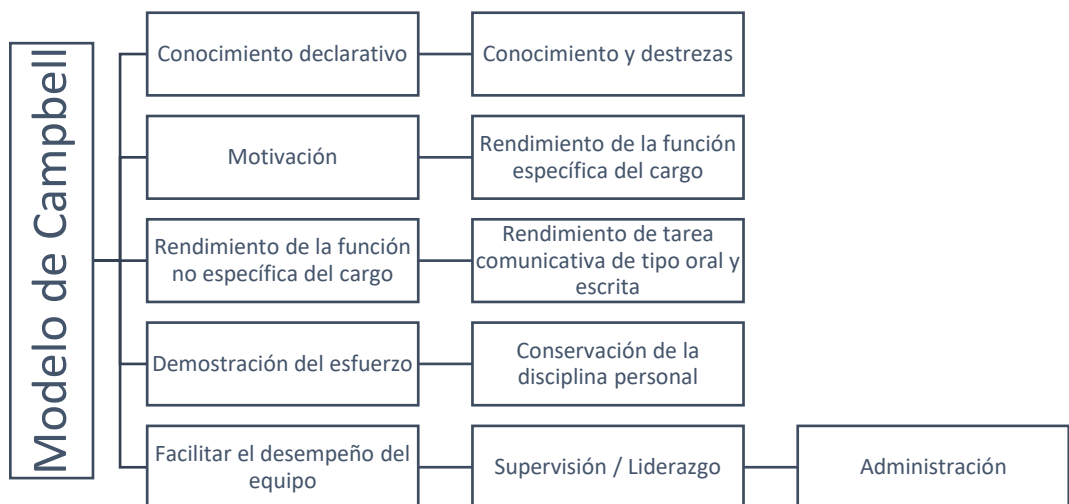 Modelo de Campbell
Conocimiento declarativo
Conocimiento y destrezas
Motivación
Rendimiento de la función
específica del cargo
Rendimiento de la función
no específica del cargo
Rendimiento de tarea
comunicativa de tipo oral y
escrita
Demostración del esfuerzo
Conservación de la
disciplina personal
Facilitar el desempeño del
equipo
Supervisión / Liderazgo
Administración